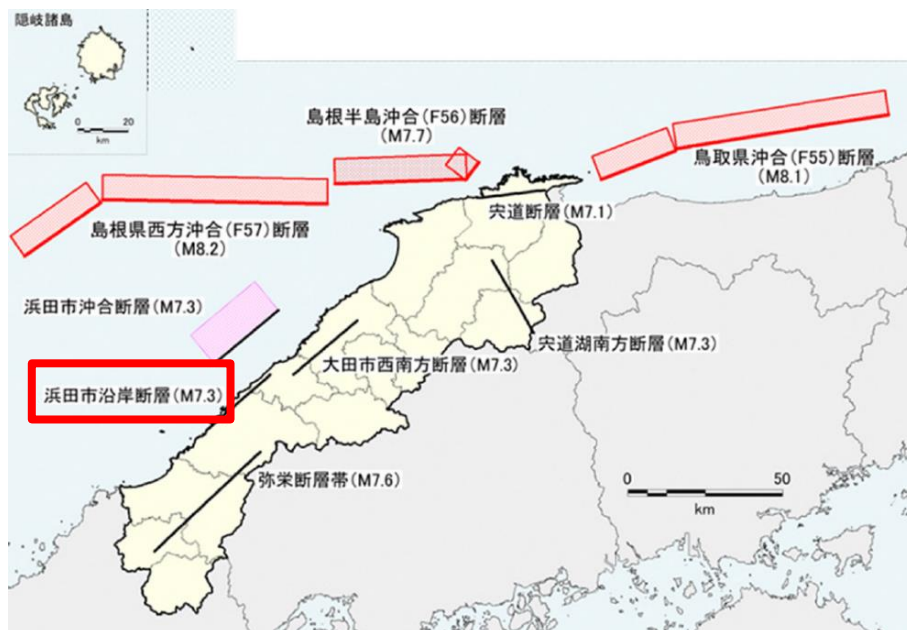 隠岐諸島
0 20
km
島根半島沖合(F56)断層
(M7.7)
鳥取県沖合(F55)断層
(M8.1)
宍道断層(M7.1)
島根県西方沖合(F57)断層
(M8.2)
浜田市沖合断層(M7.3)
宍道湖南方断層(M7.3)
大田市西南方断層(M7.3)
浜田市沿岸断層(M7.3)
弥栄断層帯(M7.6)
0 50
km